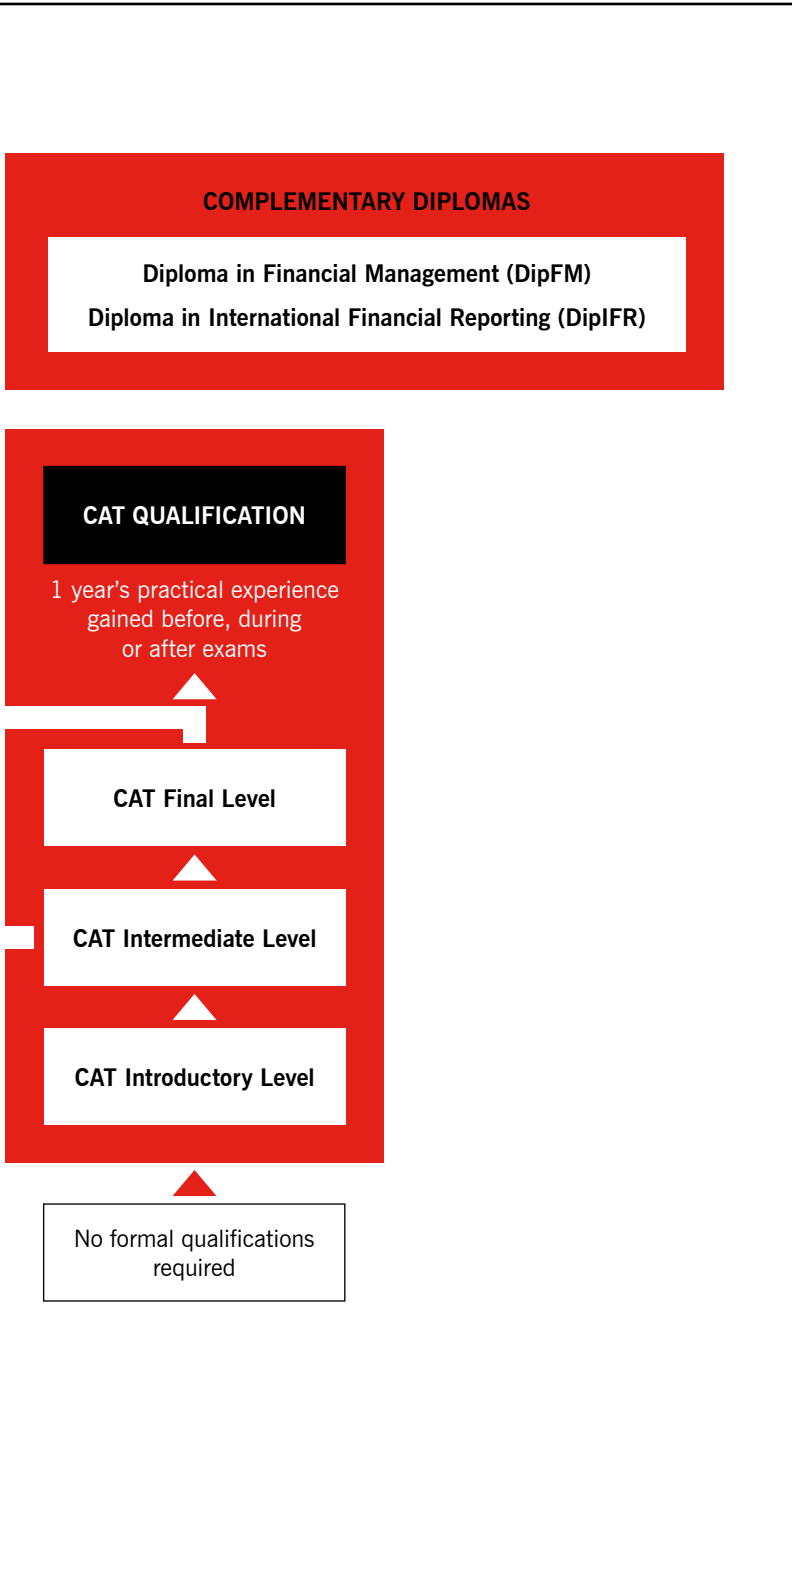 COMPLEMENTARY DIPLOMAS
Diploma in Financial Management (DipFM)
Diploma in International Financial Reporting (DipIFR)
CAT QUALIFICATION
1 year’s practical experience
gained before, during
or after exams
CAT Final Level
CAT Intermediate Level
CAT Introductory Level
No formal qualifications
required